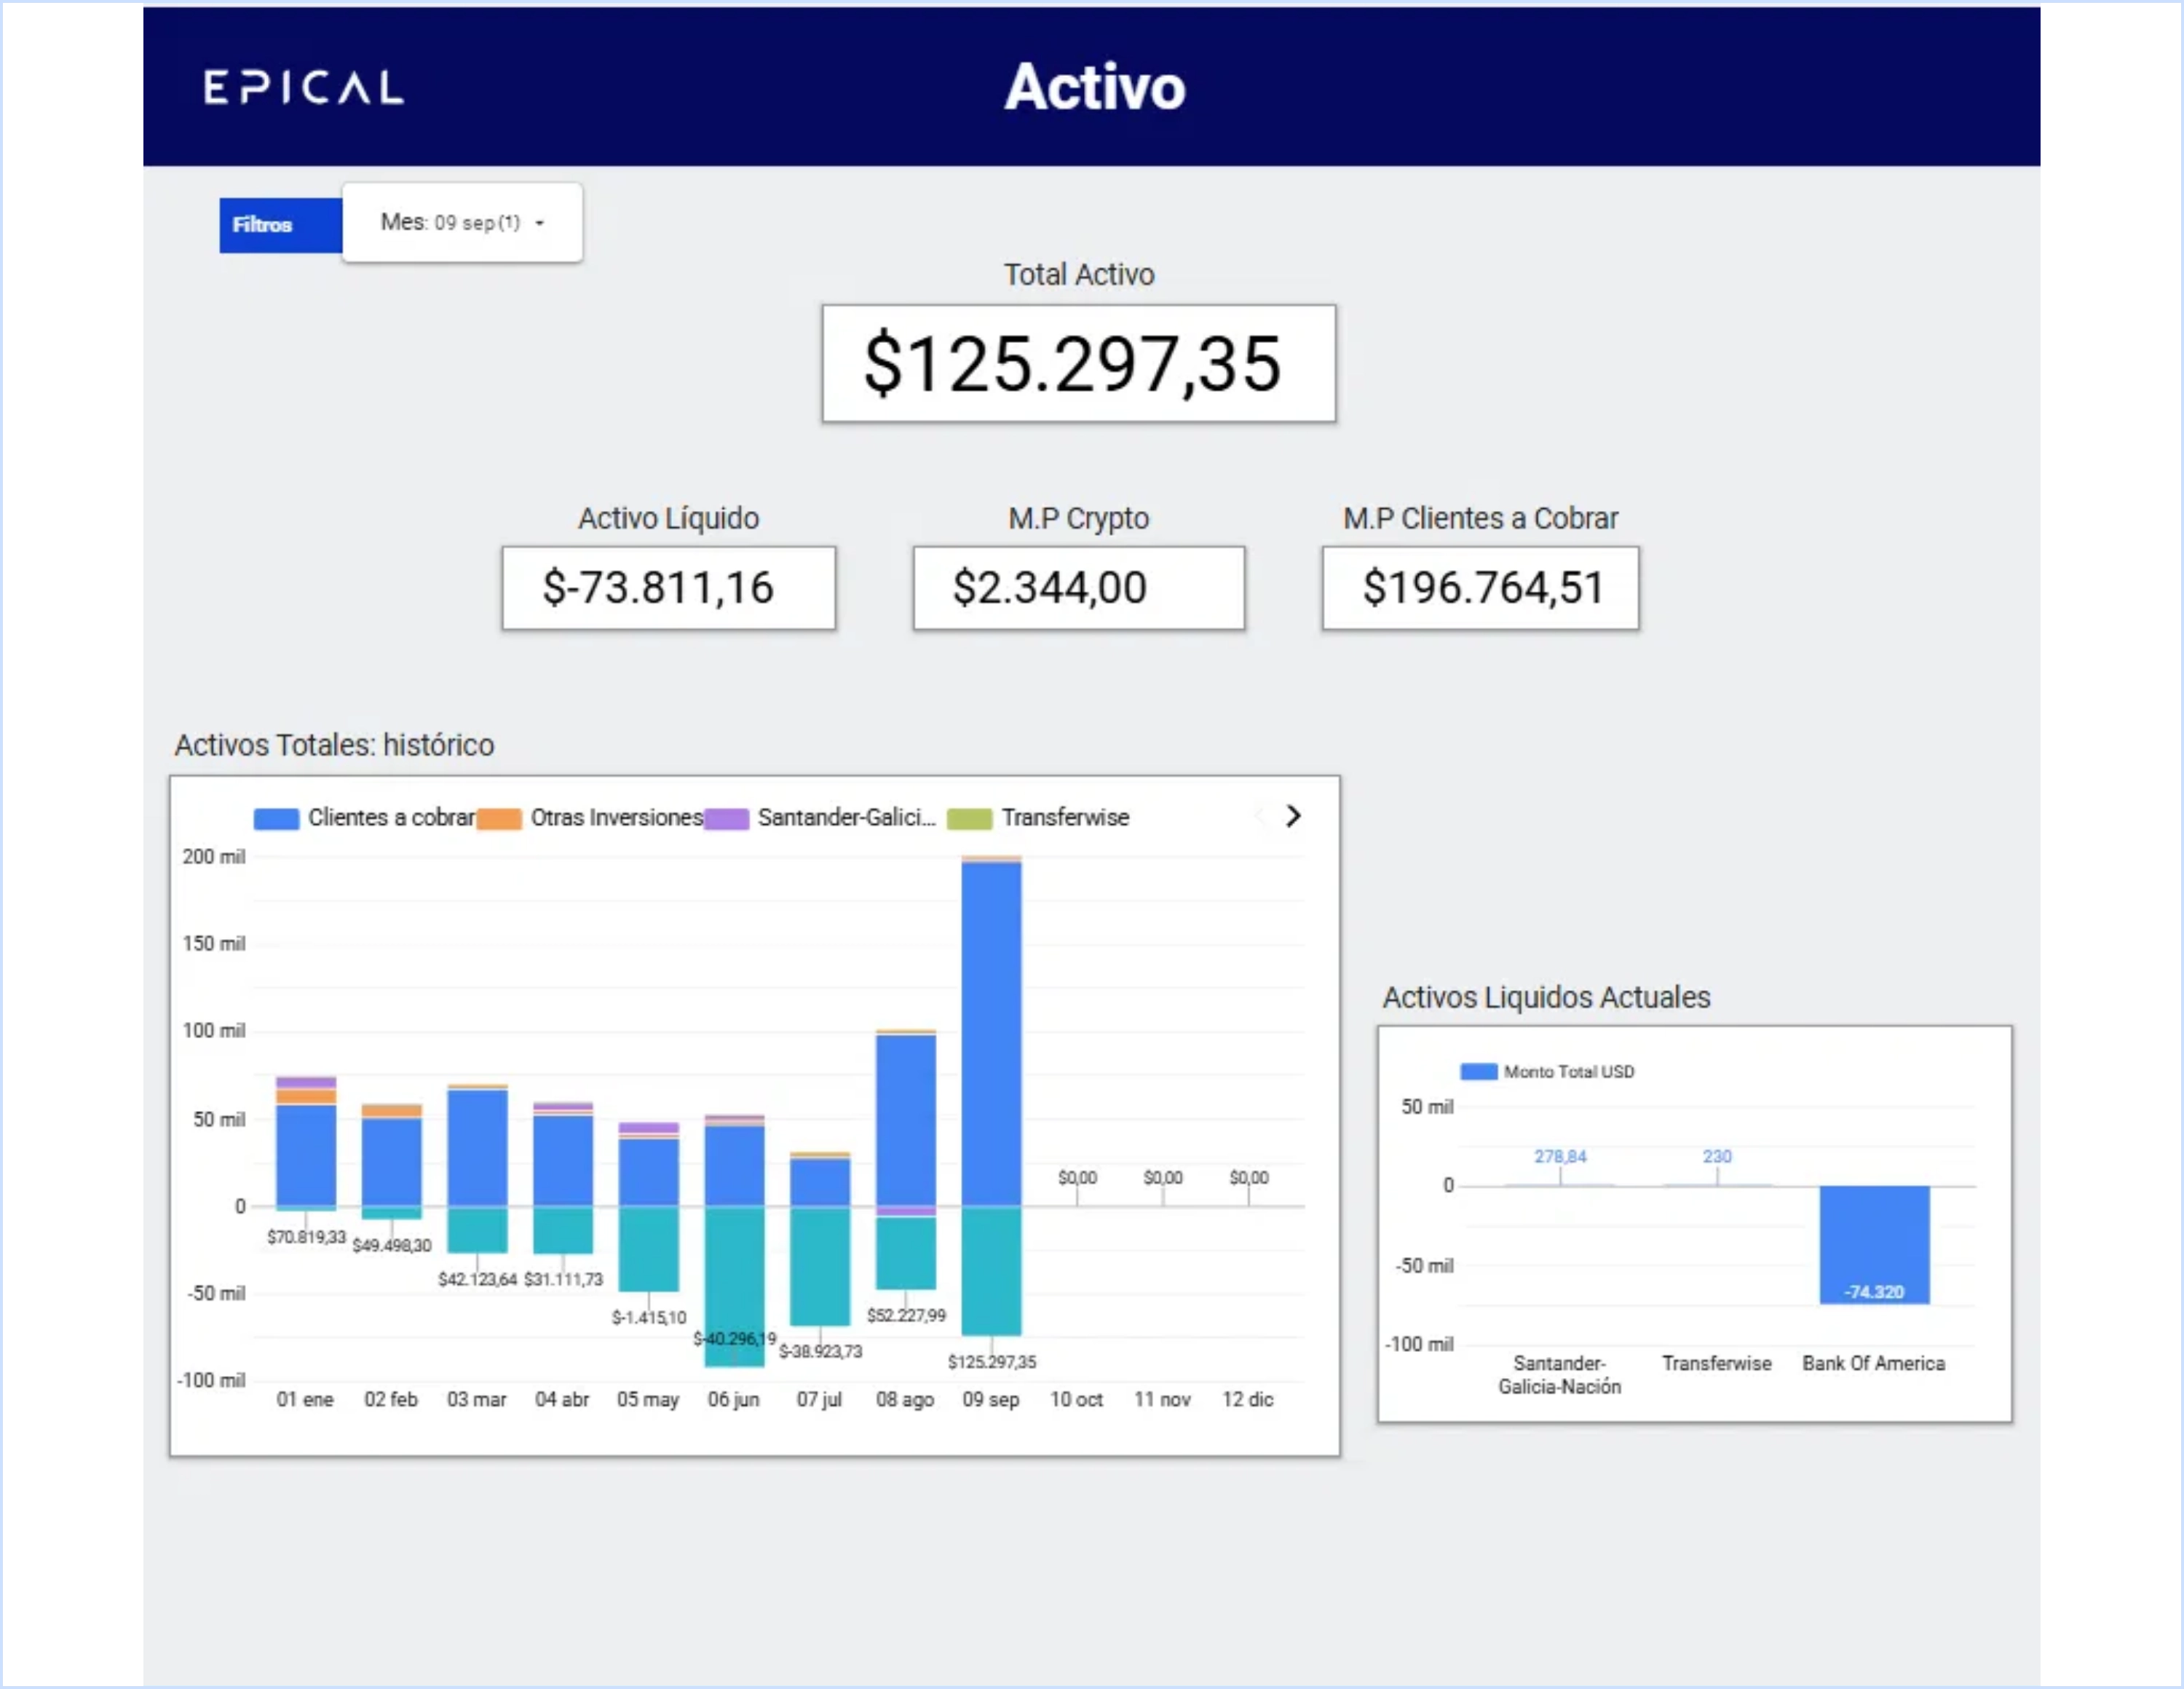 EPICAL
Activo
Filtros
Mes: 09 sep (1)
Total Activo
$125.297,35
Activo Líquido
M.P Crypto
M.P Clientes a Cobrar
$-73.811,16
$2.344,00
$196.764,51
Activos Totales: histórico
Clientes a cobrar
Otras Inversiones
Santander-Galici...
Transferwise
200 mil
150 mil
100 mil
50 mil
0
-50 mil
-100 mil
$70.819,33
$49.498,30
$42.123,64
$31.111,73
$-1.415,10
$-40.296,19
$-38.923,73
$52.227,99
$125.297,35
$0,00
$0,00
$0,00
01 ene
02 feb
03 mar
04 abr
05 may
06 jun
07 jul
08 ago
09 sep
10 oct
11 nov
12 dic
Activos Liquidos Actuales
Monto Total USD
50 mil
0
-50 mil
-100 mil
278,84
230
-74.320
Santander-
Galicia-Nación
Transferwise
Bank Of America